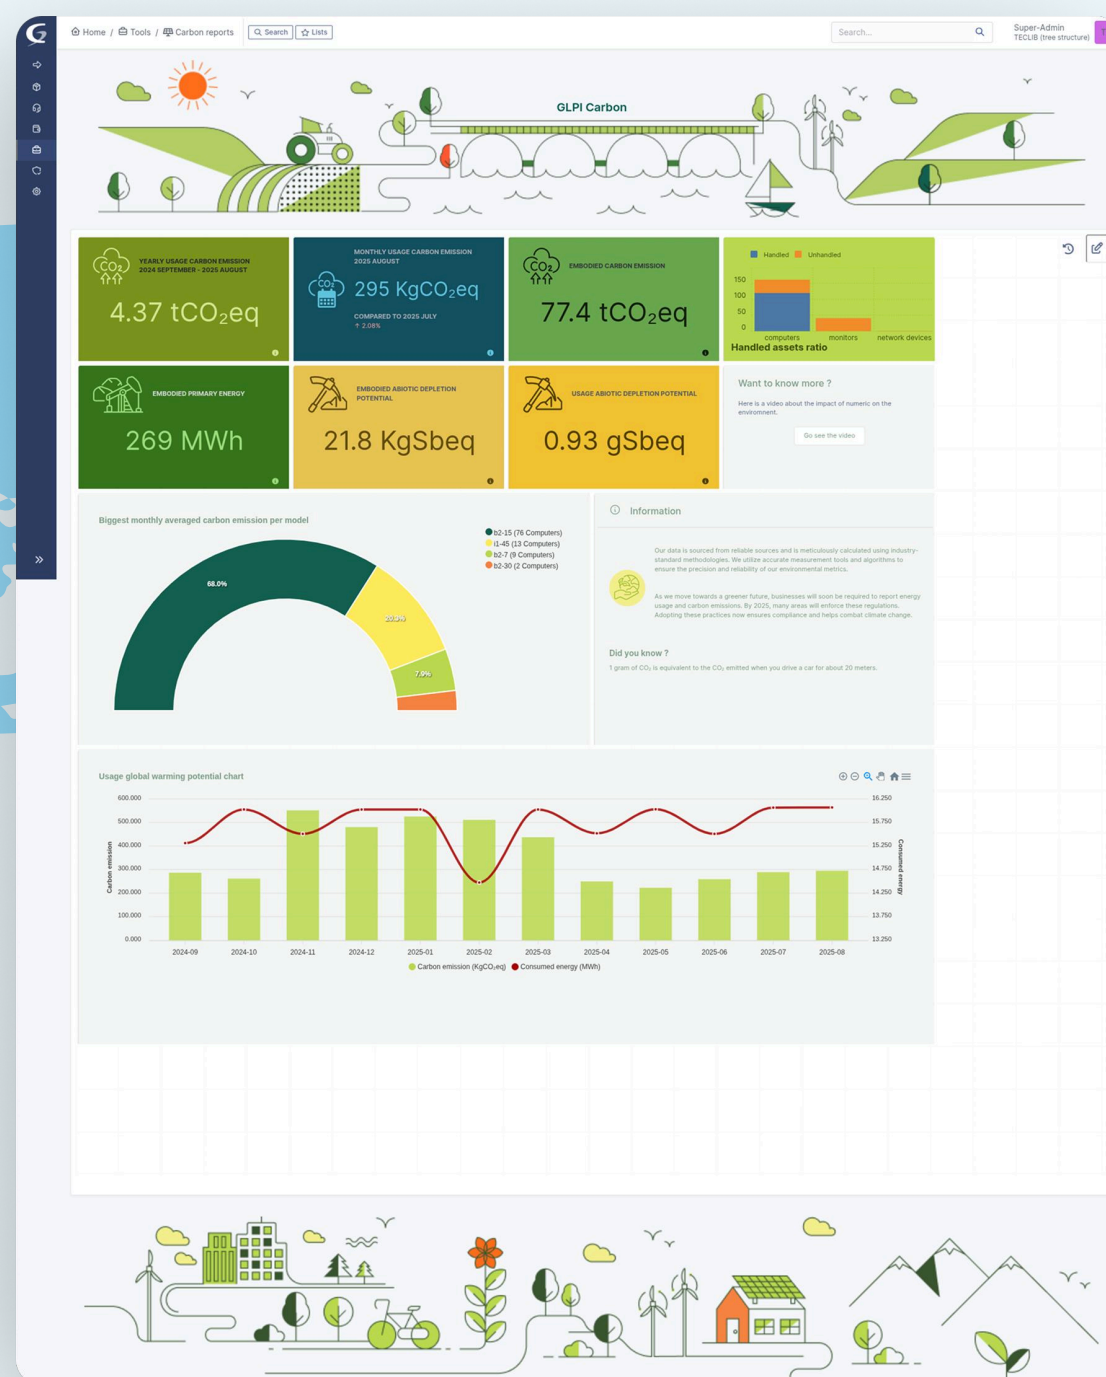 Home / Tools / Carbon reports
Search
Lists
Search...
Super-Admin
TECLIB (tree structure)
GLPI Carbon
YEARLY USAGE CARBON EMISSION
2024 SEPTEMBER - 2025 AUGUST
4.37 tCO₂eq
MONTHLY USAGE CARBON EMISSION
2025 AUGUST
295 KgCO₂eq
COMPARED TO 2025 JULY
↑ 2.08%
EMBODIED CARBON EMISSION
77.4 tCO₂eq
Handled
Unhandled
150
100
50
0
computers
monitors
network devices
Handled assets ratio
EMBODIED PRIMARY ENERGY
269 MWh
EMBODIED ABIOTIC DEPLETION
POTENTIAL
21.8 KgSbeq
USAGE ABIOTIC DEPLETION POTENTIAL
0.93 gSbeq
Want to know more ?
Here is a video about the impact of numeric on the
enviromnent.
Go see the video
Biggest monthly averaged carbon emission per model
b2-15 (76 Computers)
i1-45 (13 Computers)
b2-7 (9 Computers)
b2-30 (2 Computers)
68.0%
7.9%
Information
Our data is sourced from reliable sources and is meticulously calculated using industry-
standard methodologies. We utilize accurate measurement tools and algorithms to
ensure the precision and reliability of our environmental metrics.
As we move towards a greener future, businesses will soon be required to report energy
usage and carbon emissions. By 2025, many areas will enforce these regulations.
Adopting these practices now ensures compliance and helps combat climate change.
Did you know ?
1 gram of CO₂ is equivalent to the CO₂ emitted when you drive a car for about 20 meters.
Usage global warming potential chart
600.000
500.000
400.000
300.000
200.000
100.000
0.000
Carbon emission
16.250
15.750
15.250
14.750
14.250
13.750
13.250
Consumed energy
2024-09
2024-10
2024-11
2024-12
2025-01
2025-02
2025-03
2025-04
2025-05
2025-06
2025-07
2025-08
Carbon emission (KgCO₂eq)
Consumed energy (MWh)